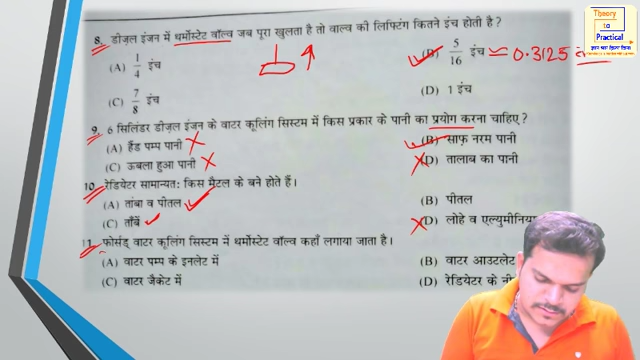 8. डीज़ल इंजन में थर्मोस्टेट वॉल्व जब पूरा खुलता है तो वाल्व की लिफ्टिंग कितने इंच होती है?
(A) 1/4 इंच
(B) 5/16 इंच = 0.3125
(C) 7/8 इंच
(D) 1 इंच
9. 6 सिलिंडर डीज़ल इंजन के वाटर कूलिंग सिस्टम में किस प्रकार के पानी का प्रयोग करना चाहिए?
(A) हैंड पम्प पानी
(B) साफ़ नरम पानी
(C) ऊबला हुआ पानी
(D) तालाब का पानी
10. रेडियेटर सामान्यत: किस मैटल के बने होते हैं।
(A) तांबा व पीतल
(B) पीतल
(C) ताँबे
(D) लोहे व एल्युमीनिय
11. फोर्सड् वाटर कूलिंग सिस्टम में थर्मोस्टेट वॉल्व कहाँ लगाया जाता है।
(A) वाटर पम्प के इनलेट में
(B) वाटर आउटलेट
(C) वाटर जैकेट में
(D) रेडियेटर के
Theory
to
Practical